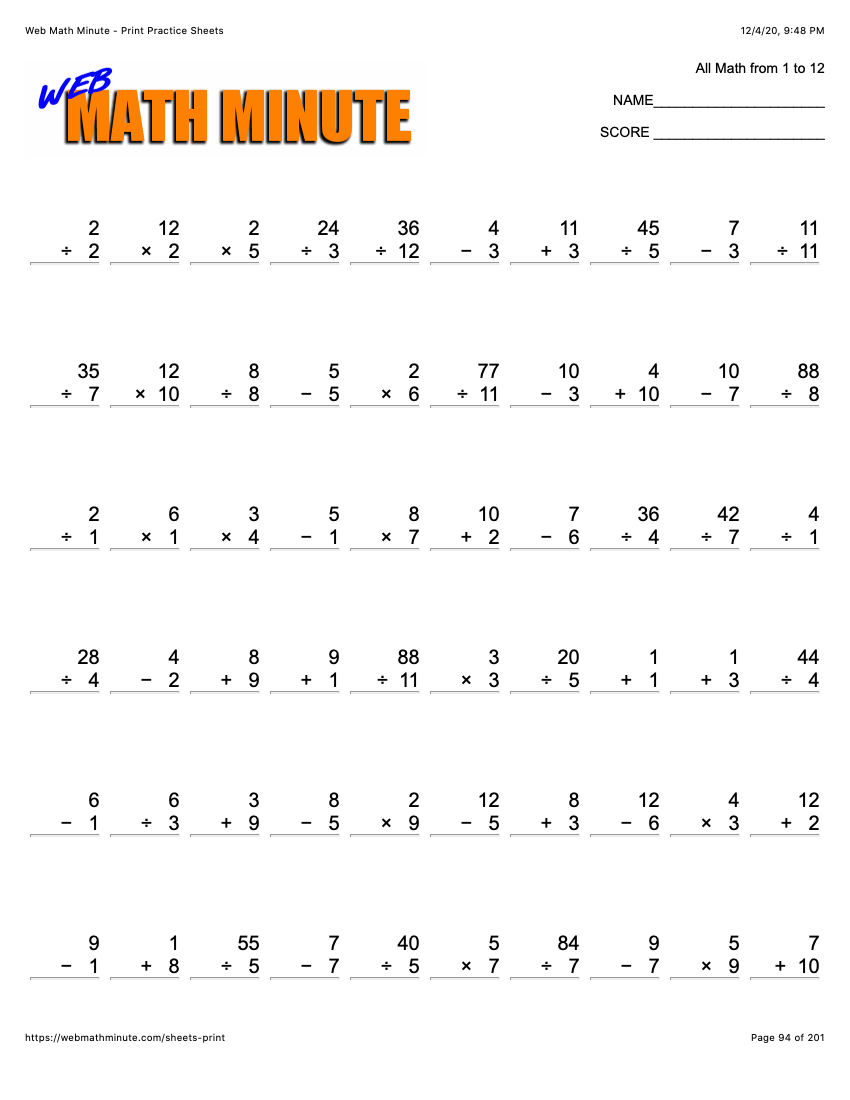 Web Math Minute - Print Practice Sheets 12/4/20, 9:48 PM
WEB
MATH MINUTE
All Math from 1 to 12
NAME______________________
SCORE ______________________
2 12 2 24 36 4 11 45 7 11
÷ 2 × 2 × 5 ÷ 3 ÷ 12 − 3 + 3 ÷ 5 − 3 ÷ 11
35 12 8 5 2 77 10 4 10 88
÷ 7 × 10 ÷ 8 − 5 × 6 ÷ 11 − 3 + 10 − 7 ÷ 8
2 6 3 5 8 10 7 36 42 4
÷ 1 × 1 × 4 − 1 × 7 + 2 − 6 ÷ 4 ÷ 7 ÷ 1
28 4 8 9 88 3 20 1 1 44
÷ 4 − 2 + 9 + 1 ÷ 11 × 3 ÷ 5 + 1 + 3 ÷ 4
6 6 3 8 2 12 8 12 4 12
− 1 ÷ 3 + 9 − 5 × 9 − 5 + 3 − 6 × 3 + 2
9 1 55 7 40 5 84 9 5 7
− 1 + 8 ÷ 5 − 7 ÷ 5 × 7 ÷ 7 − 7 × 9 + 10
https://webmathminute.com/sheets-print Page 94 of 201